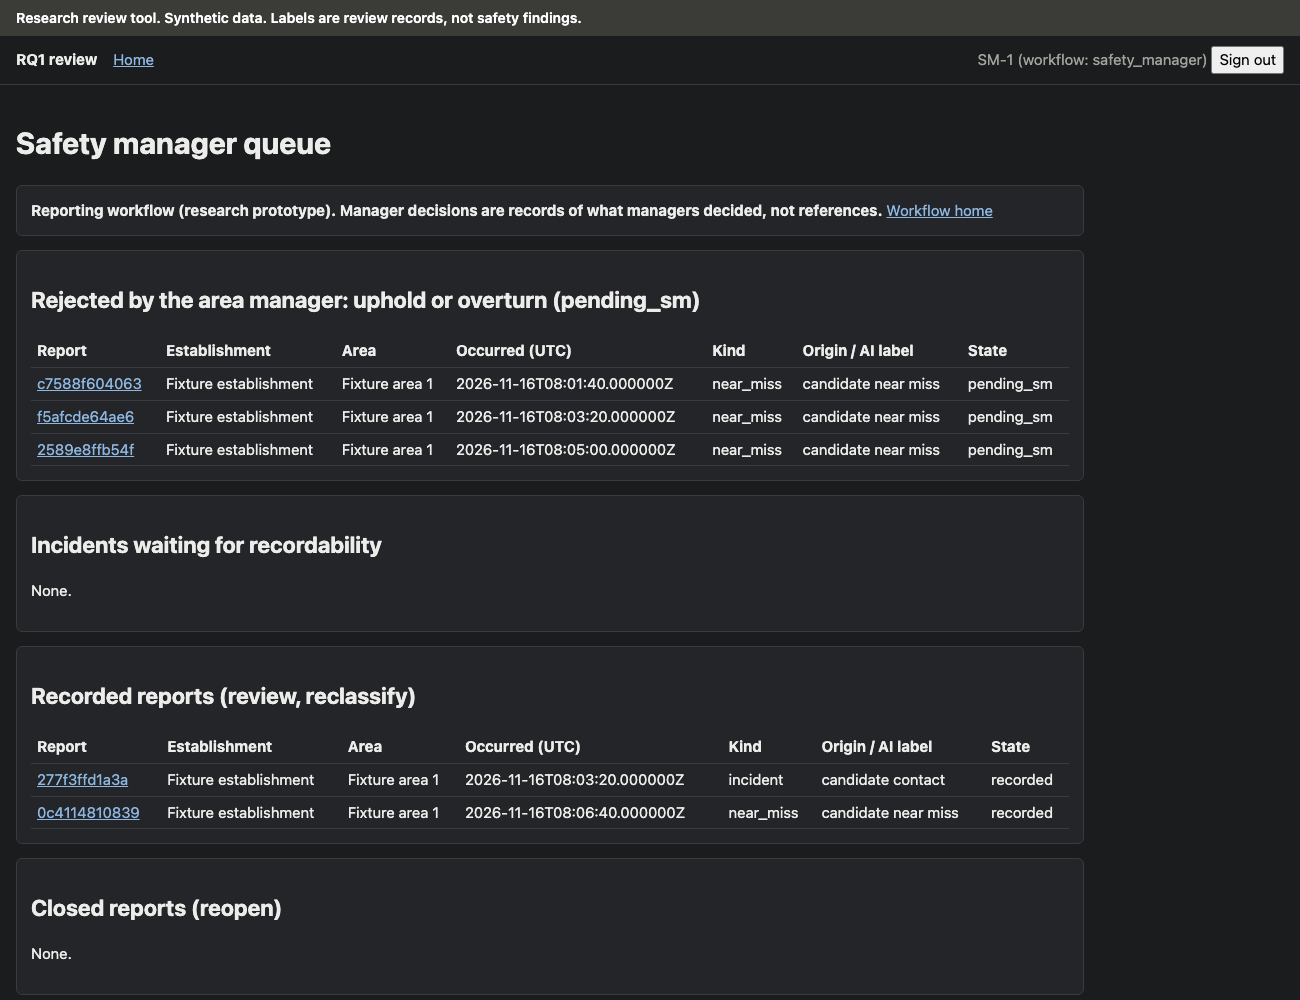 Research review tool. Synthetic data. Labels are review records, not safety findings.
RQ1 review Home SM-1 (workflow: safety_manager) Sign out
Safety manager queue
Reporting workflow (research prototype). Manager decisions are records of what managers decided, not references. Workflow home
Rejected by the area manager: uphold or overturn (pending_sm)
Report Establishment Area Occurred (UTC) Kind Origin / AI label State
c7588f604063 Fixture establishment Fixture area 1 2026-11-16T08:01:40.000000Z near_miss candidate near miss pending_sm
f5afcde64ae6 Fixture establishment Fixture area 1 2026-11-16T08:03:20.000000Z near_miss candidate near miss pending_sm
2589e8ffb54f Fixture establishment Fixture area 1 2026-11-16T08:05:00.000000Z near_miss candidate near miss pending_sm
Incidents waiting for recordability
None.
Recorded reports (review, reclassify)
Report Establishment Area Occurred (UTC) Kind Origin / AI label State
277f3ffd1a3a Fixture establishment Fixture area 1 2026-11-16T08:03:20.000000Z incident candidate contact recorded
0c4114810839 Fixture establishment Fixture area 1 2026-11-16T08:06:40.000000Z near_miss candidate near miss recorded
Closed reports (reopen)
None.